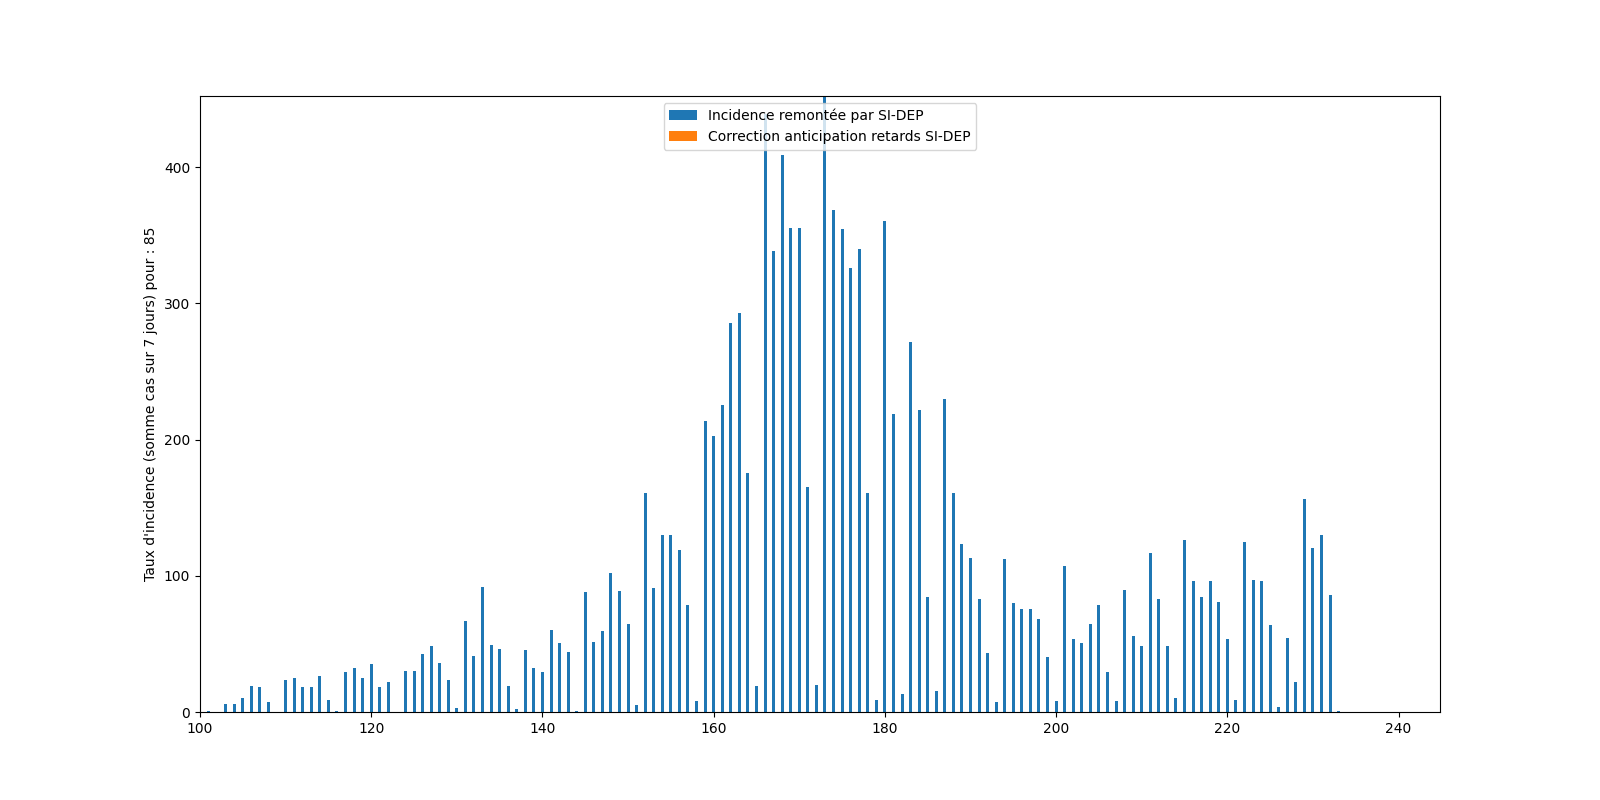 Incidence remontée par SI-DEP
Correction anticipation retards SI-DEP
Taux d'incidence (somme cas sur 7 jours) pour : 85
400
300
200
100
0
100 120 140 160 180 200 220 240